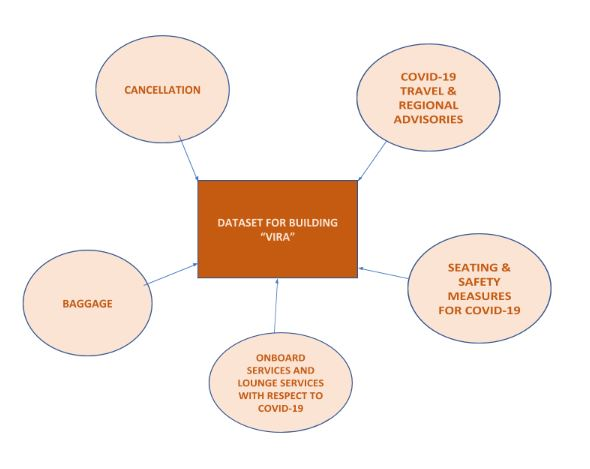 CANCELLATION
COVID-19
TRAVEL &
REGIONAL
ADVISORIES
DATASET FOR BUILDING
“VIRA”
BAGGAGE
SEATING &
SAFETY
MEASURES
FOR COVID-19
ONBOARD
SERVICES AND
LOUNGE SERVICES
WITH RESPECT TO
COVID-19